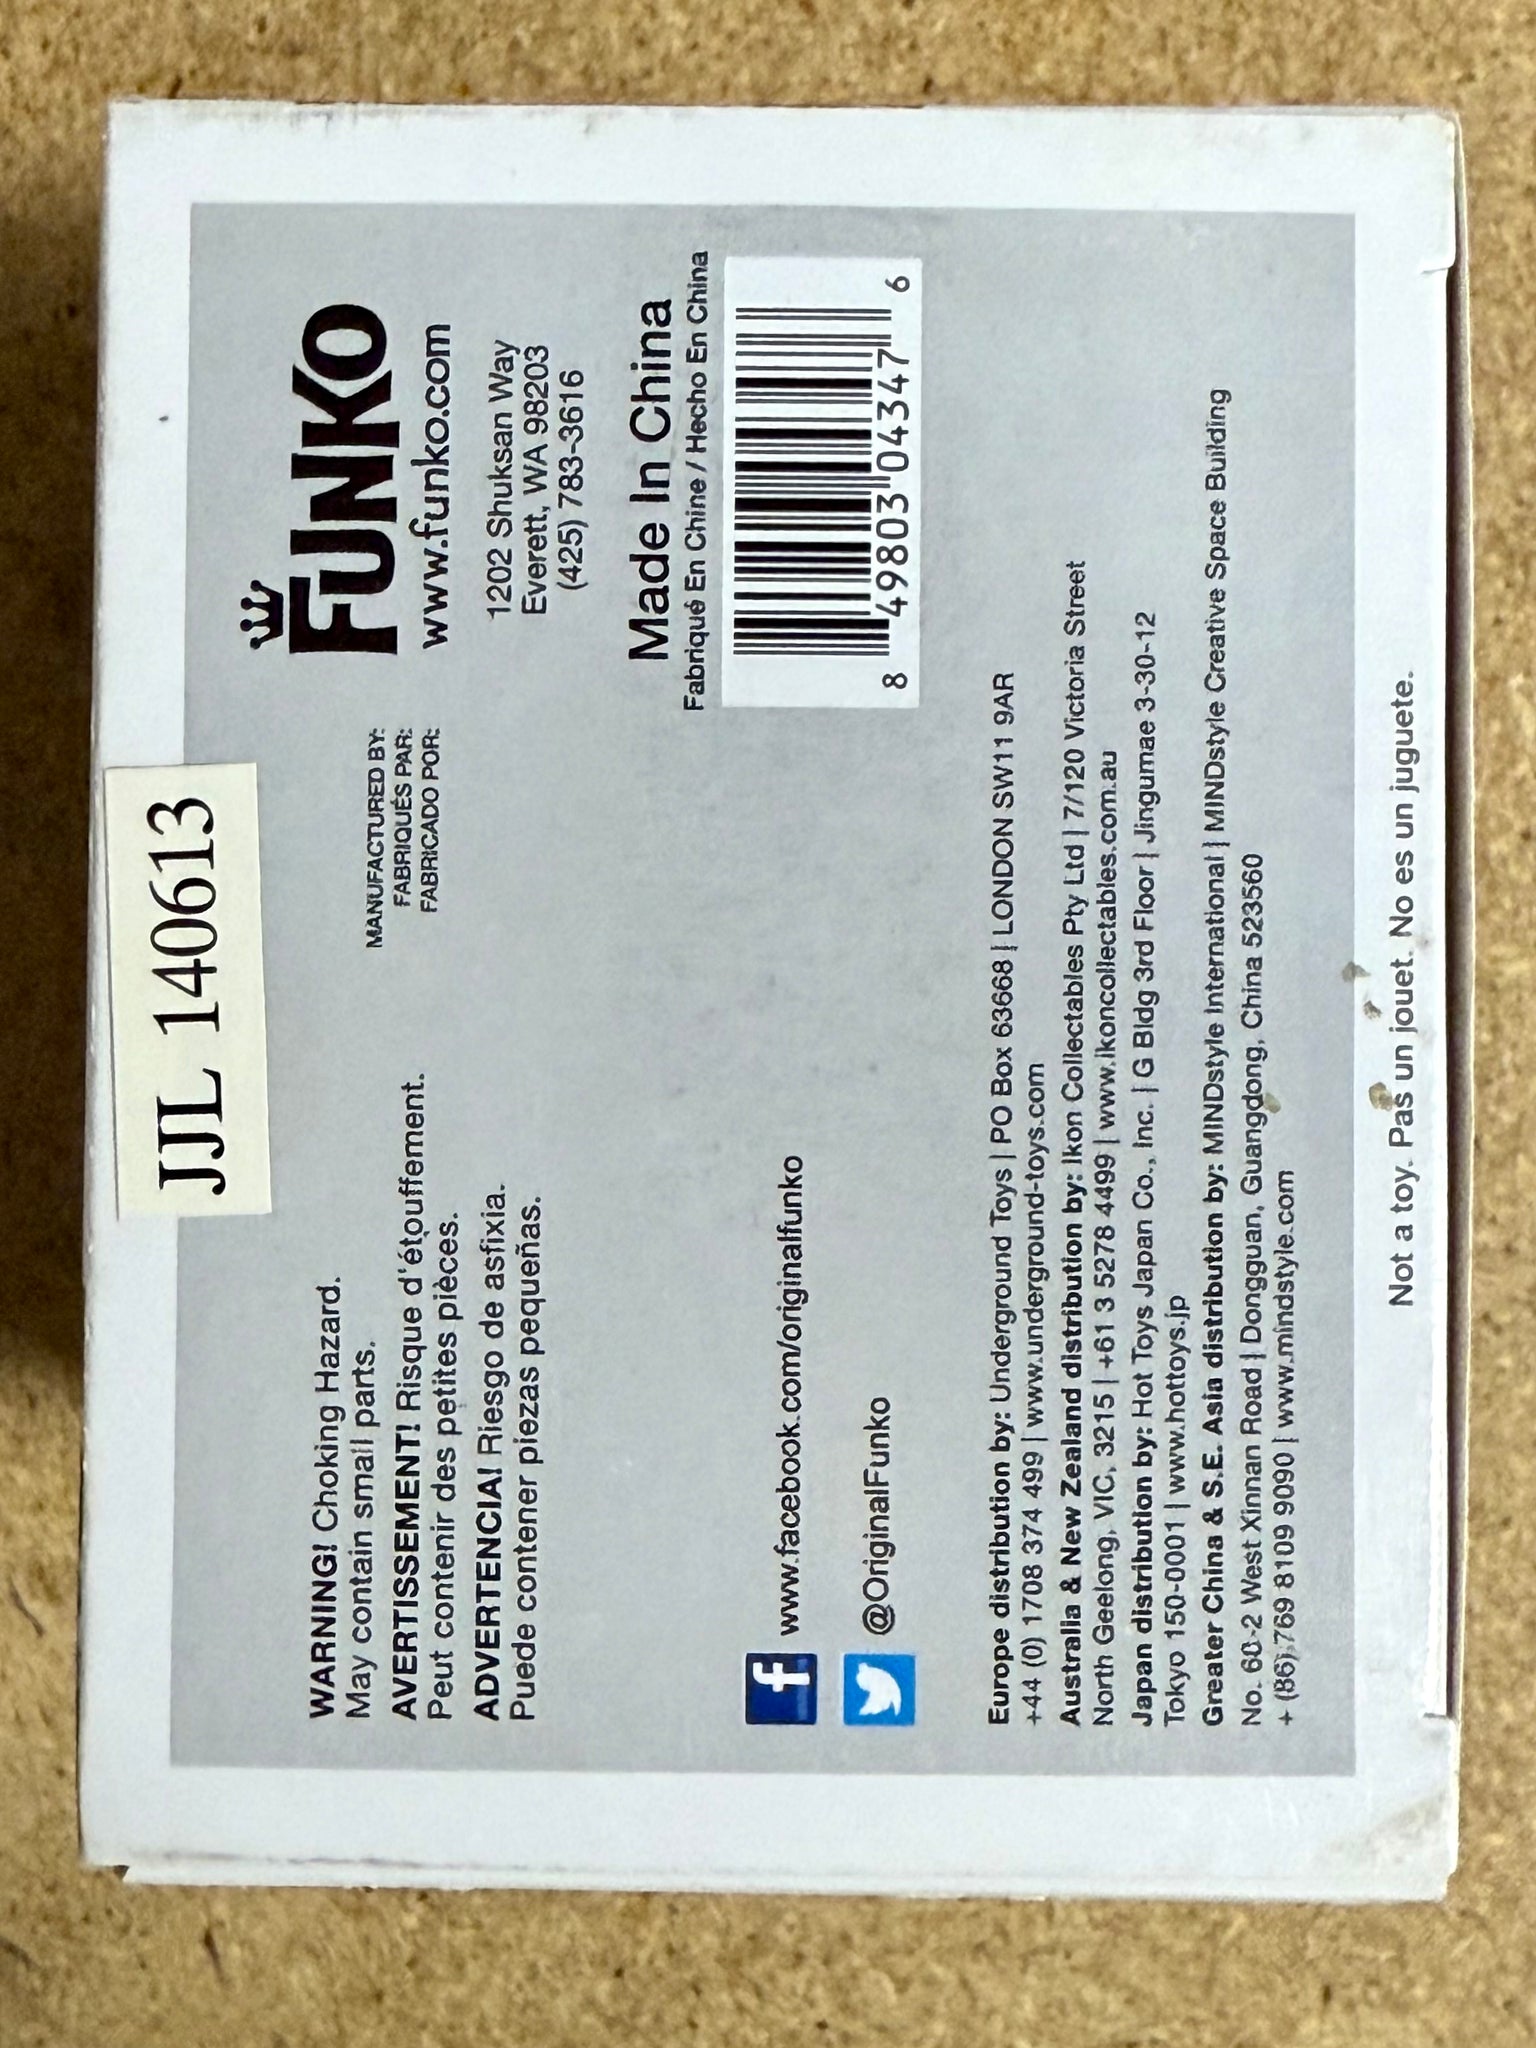 JJL 140613
WARNING! Choking Hazard.
May contain small parts.
AVERTISSEMENT! Risque d'étouffement.
Peut contenir des petites pièces.
ADVERTENCIA! Riesgo de asfixia.
Puede contener piezas pequeñas.
MANUFACTURED BY:
FABRIQUÉS PAR:
FABRICADO POR:
FUNKO
www.funko.com
1202 Shuksan Way
Everett, WA 98203
(425) 783-3616
Made In China
Fabriqué En Chine / Hecho En China
8 49803 04347 6
www.facebook.com/originalfunko
@OriginalFunko
Europe distribution by: Underground Toys | PO Box 63668 | LONDON SW11 9AR
+44 (0) 1708 374 499 | www.underground-toys.com
Australia & New Zealand distribution by: Ikon Collectables Pty Ltd | 7/120 Victoria Street
North Geelong, VIC, 3215 | +61 3 5278 4499 | www.ikoncollectables.com.au
Japan distribution by: Hot Toys Japan Co., Inc. | G Bldg 3rd Floor | Jingumae 3-30-12
Tokyo 150-0001 | www.hottoys.jp
Greater China & S.E. Asia distribution by: MINDstyle International | MINDstyle Creative Space Building
No. 60-2 West Xinnan Road | Dongguan, Guangdong, China 523560
+ (86) 769 8109 9090 | www.mindstyle.com
Not a toy. Pas un jouet. No es un juguete.